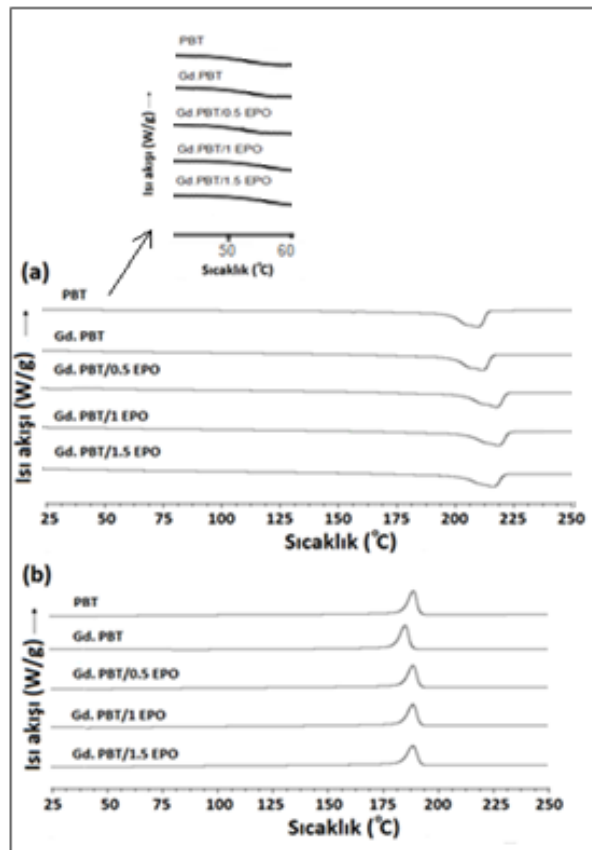 PBT
Gd.PBT
Gd.PBT/0.5 EPO
Gd.PBT/1 EPO
Gd.PBT/1.5 EPO
Isı akışı (W/g)
50 60
Sıcaklık (°C)
(a)
PBT
Gd. PBT
Gd. PBT/0.5 EPO
Gd. PBT/1 EPO
Gd. PBT/1.5 EPO
Isı akışı (W/g)
25 50 75 100 125 150 175 200 225 250
Sıcaklık (°C)
(b)
PBT
Gd. PBT
Gd. PBT/0.5 EPO
Gd. PBT/1 EPO
Gd. PBT/1.5 EPO
Isı akışı (W/g)
25 50 75 100 125 150 175 200 225 250
Sıcaklık (°C)